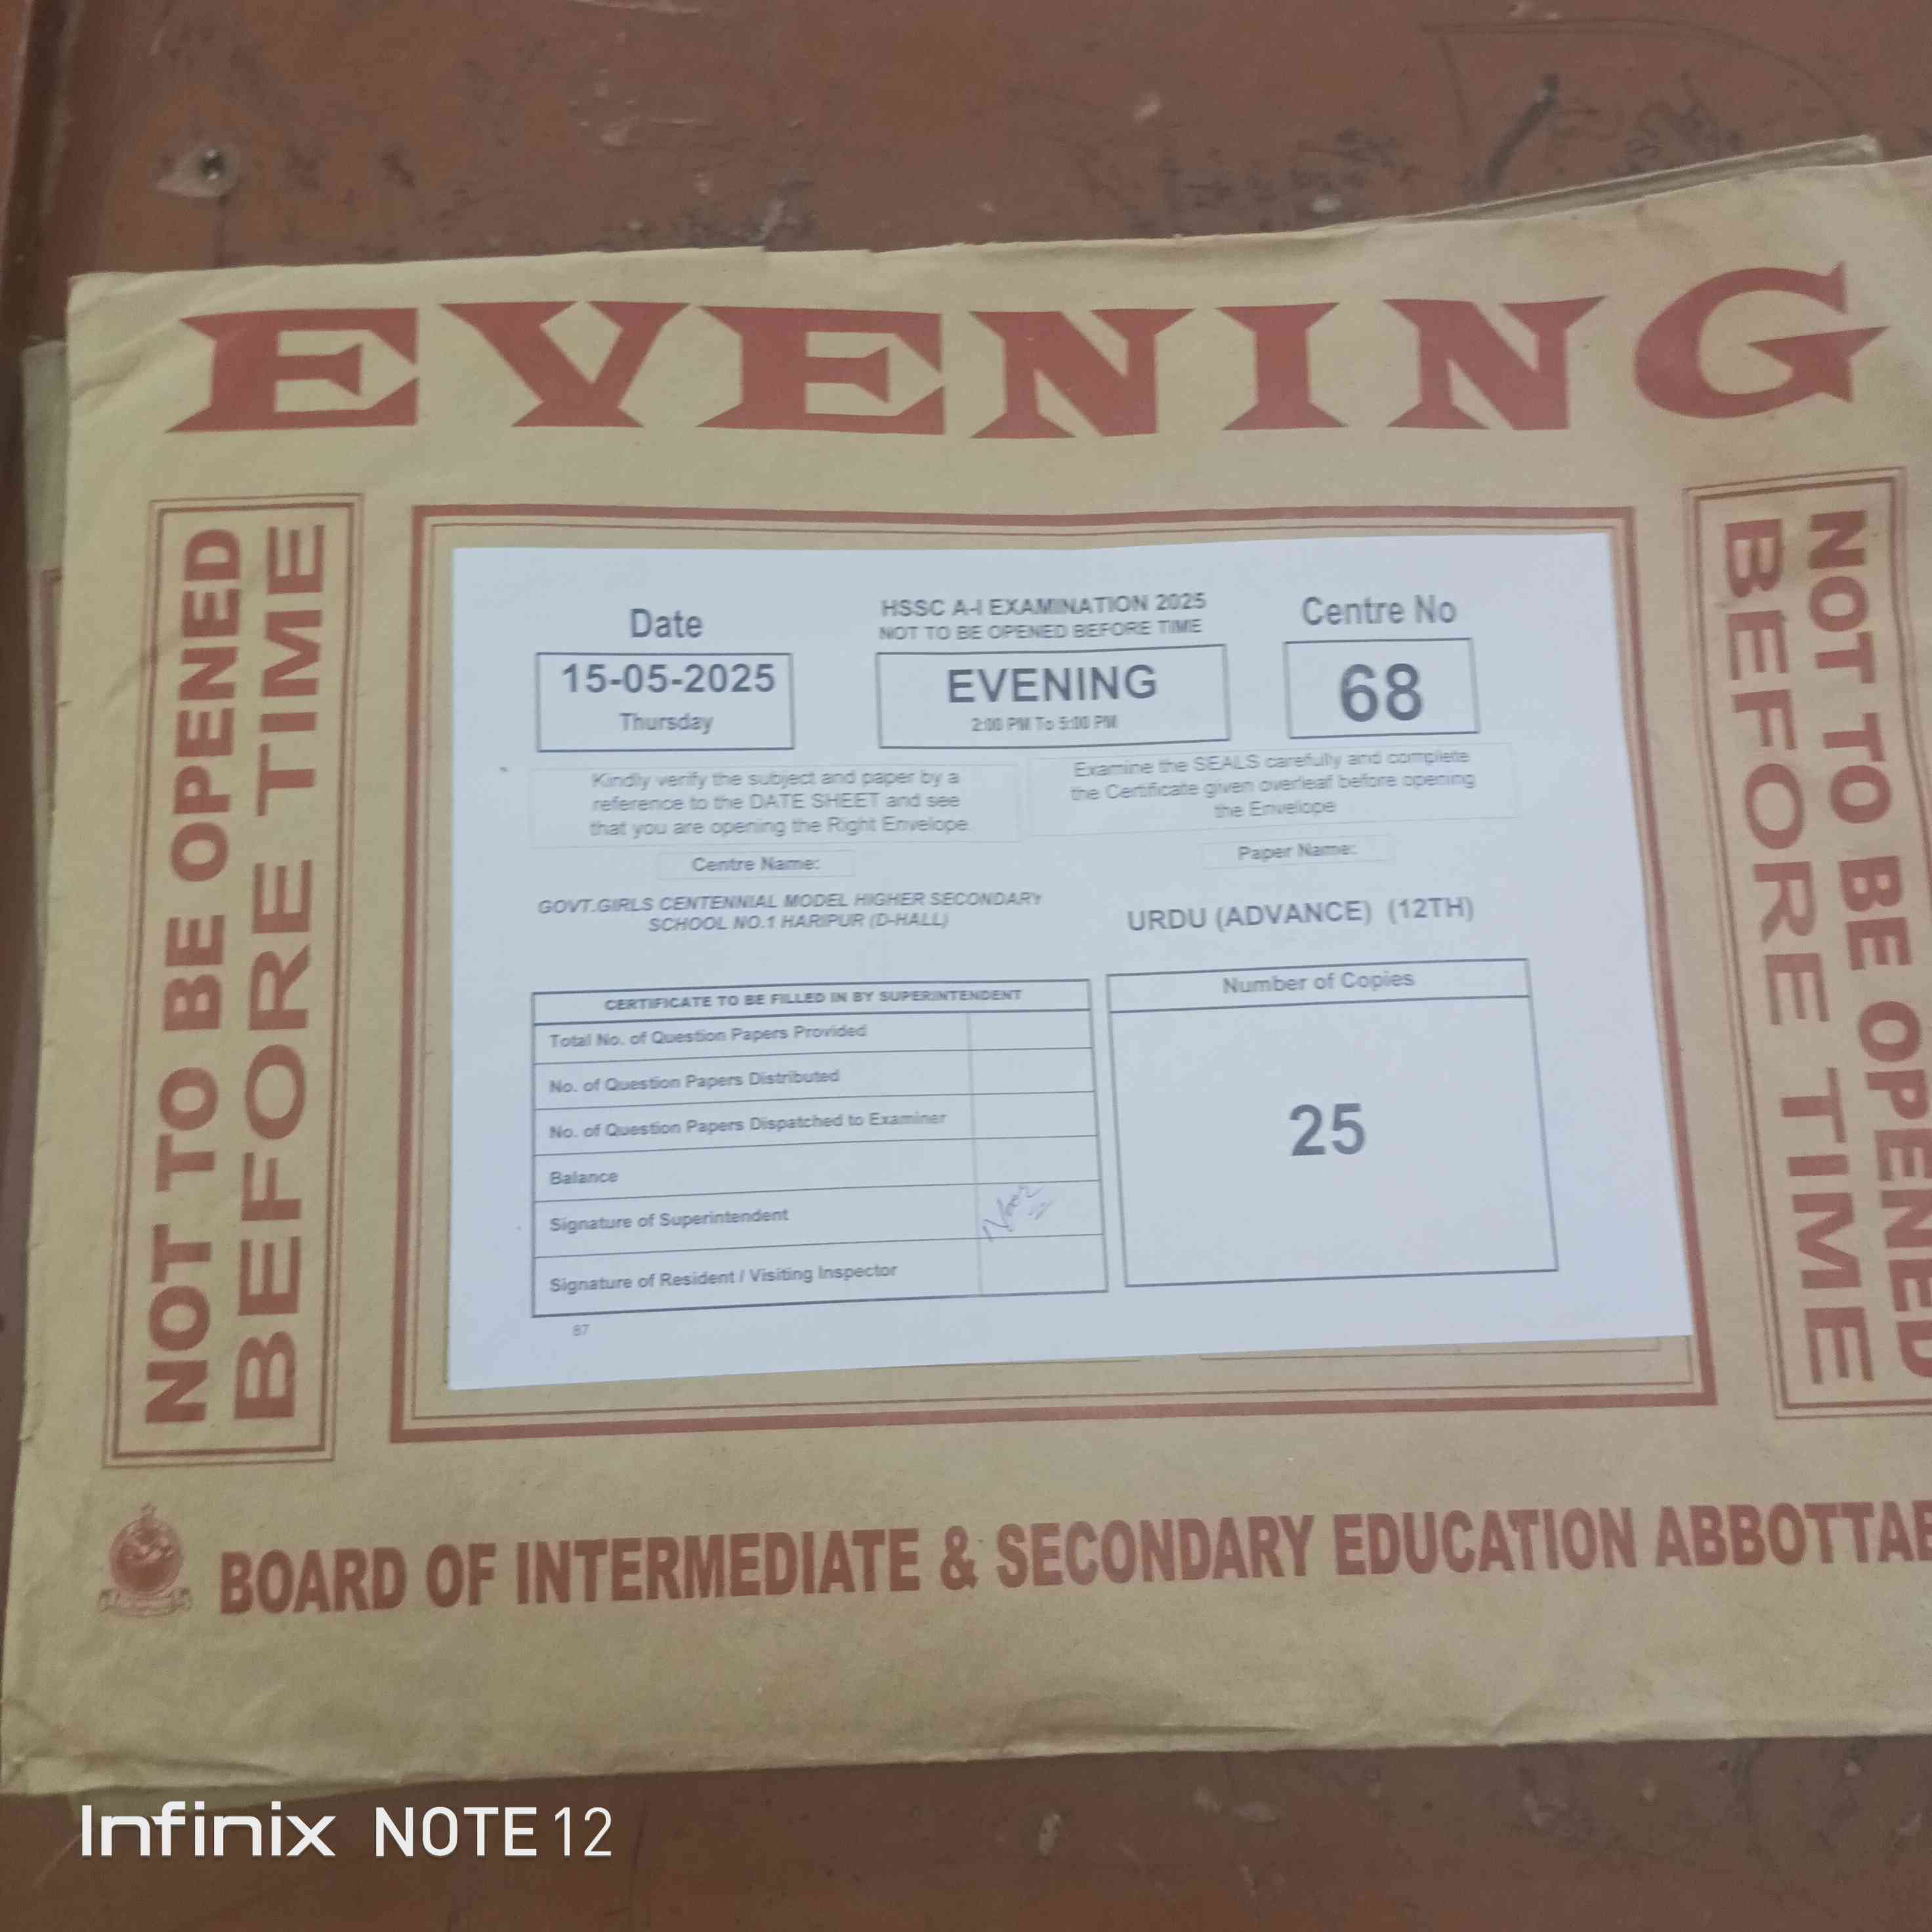 EVENING
NOT TO BE OPENED
BEFORE TIME
NOT TO BE OPENED
BEFORE TIME
Date
15-05-2025
Thursday
HSSC A-I EXAMINATION 2025
NOT TO BE OPENED BEFORE TIME
EVENING
2:00 PM To 5:00 PM
Centre No
68
Kindly verify the subject and paper by a
reference to the DATE SHEET and see
that you are opening the Right Envelope.
Examine the SEALS carefully and complete
the Certificate given overleaf before opening
the Envelope
Centre Name:
GOVT.GIRLS CENTENNIAL MODEL HIGHER SECONDARY
SCHOOL NO.1 HARIPUR (D-HALL)
Paper Name:
URDU (ADVANCE) (12TH)
CERTIFICATE TO BE FILLED IN BY SUPERINTENDENT
Total No. of Question Papers Provided
No. of Question Papers Distributed
No. of Question Papers Dispatched to Examiner
Balance
Signature of Superintendent
Signature of Resident / Visiting Inspector
87
Number of Copies
25
BOARD OF INTERMEDIATE & SECONDARY EDUCATION ABBOTTAB
Infinix NOTE 12